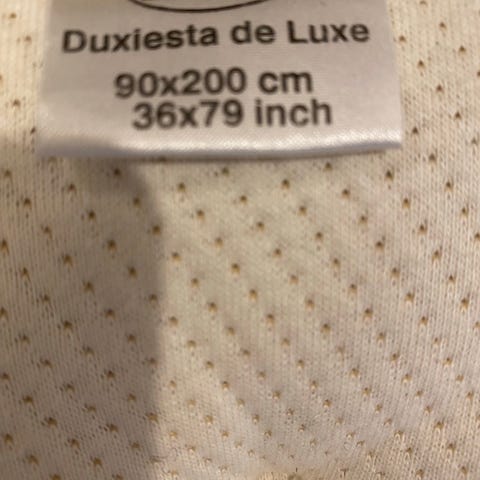 Duxiesta de Luxe
90x200 cm
36x79 inch